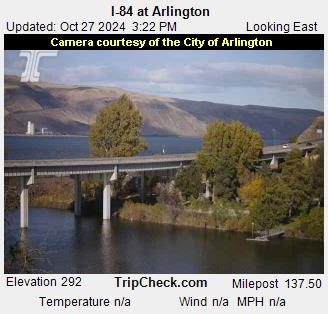 I-84 at Arlington
Updated: Oct 27 2024 3:22 PM Looking East
Camera courtesy of the City of Arlington
Elevation 292 TripCheck.com Milepost 137.50
Temperature n/a Wind n/a MPH n/a